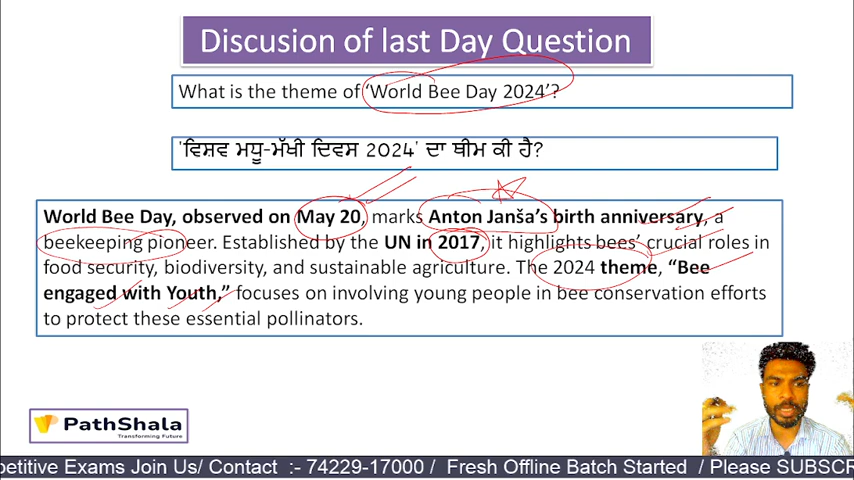 Discusion of last Day Question
What is the theme of ‘World Bee Day 2024’?
'ਵਿਸ਼ਵ ਮਧੂ-ਮੱਖੀ ਦਿਵਸ 2024' ਦਾ ਥੀਮ ਕੀ ਹੈ?
World Bee Day, observed on May 20, marks Anton Janša’s birth anniversary, a
beekeeping pioneer. Established by the UN in 2017, it highlights bees’ crucial roles in
food security, biodiversity, and sustainable agriculture. The 2024 theme, “Bee
engaged with Youth,” focuses on involving young people in bee conservation efforts
to protect these essential pollinators.
PathShala
Transforming Future
petitive Exams Join Us/ Contact :- 74229-17000 / Fresh Offline Batch Started / Please SUBSCR